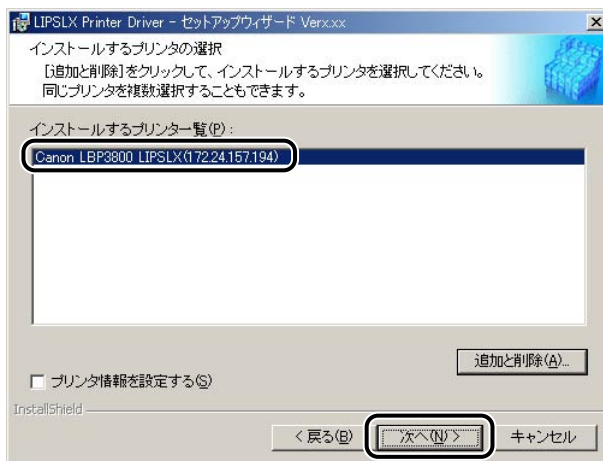 LIPSLX Printer Driver - セットアップウィザード Verx.xx
インストールするプリンタの選択
[追加と削除]をクリックして、インストールするプリンタを選択してください。
同じプリンタを複数選択することもできます。
インストールするプリンター覧(P):
Canon LBP3800 LIPSLX(172.24.157.194)
追加と削除(A)...
プリンタ情報を設定する(S)
InstallShield
< 戻る(B)
次へ(N) >
キャンセル